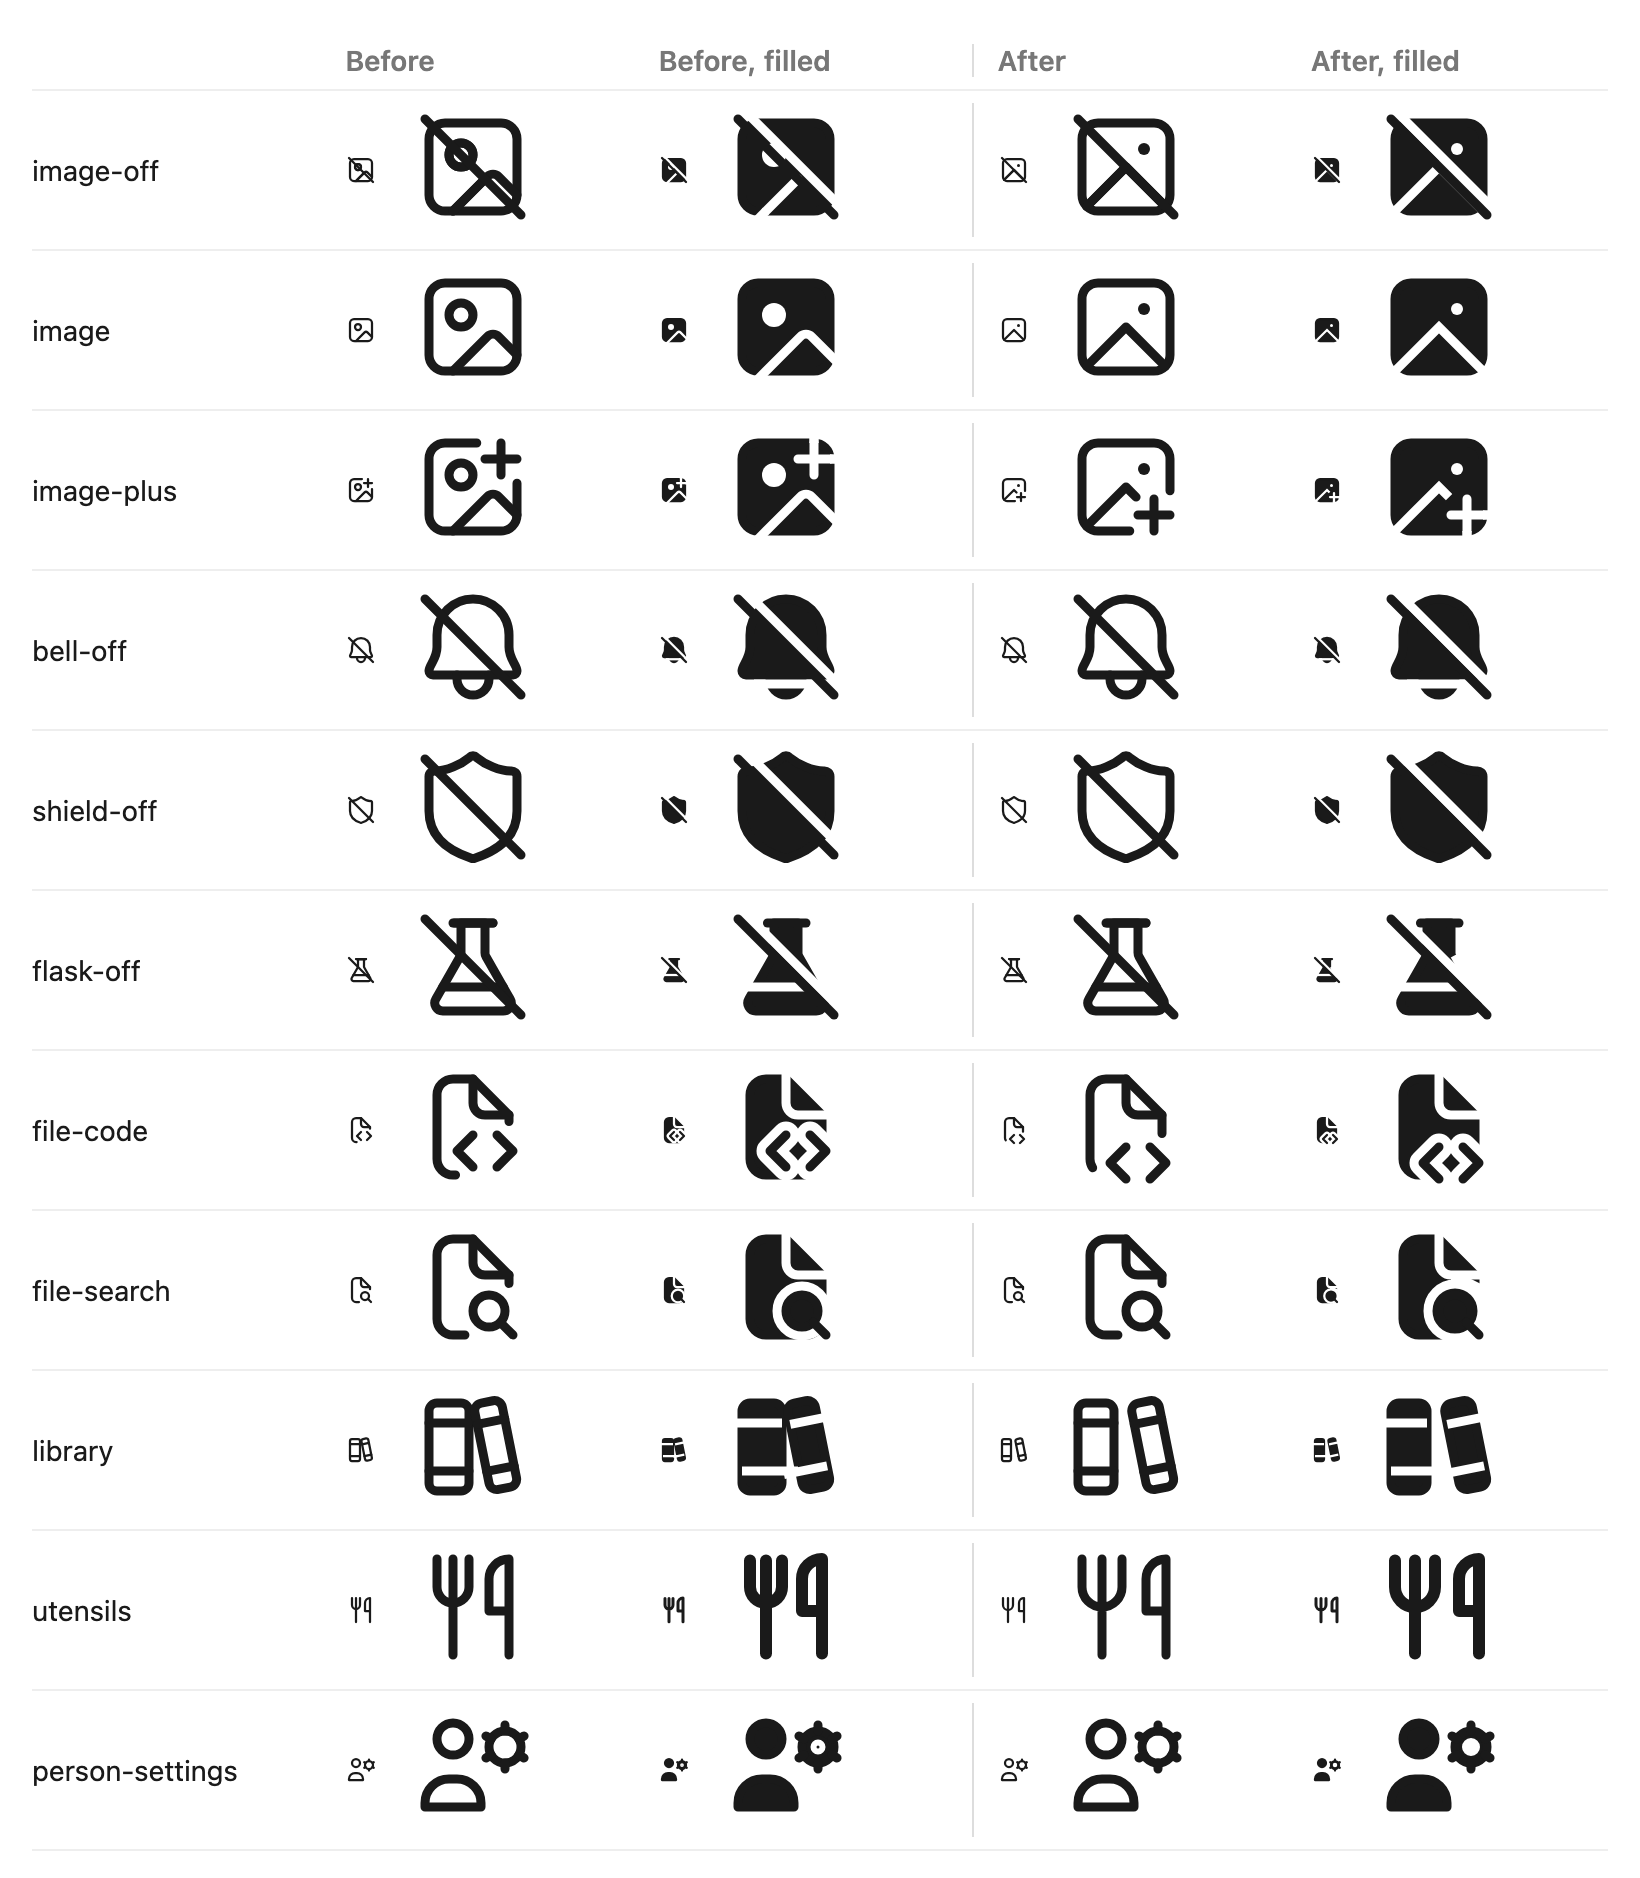 Before Before, filled After After, filled
image-off
image
image-plus
bell-off
shield-off
flask-off
file-code
file-search
library
utensils
person-settings